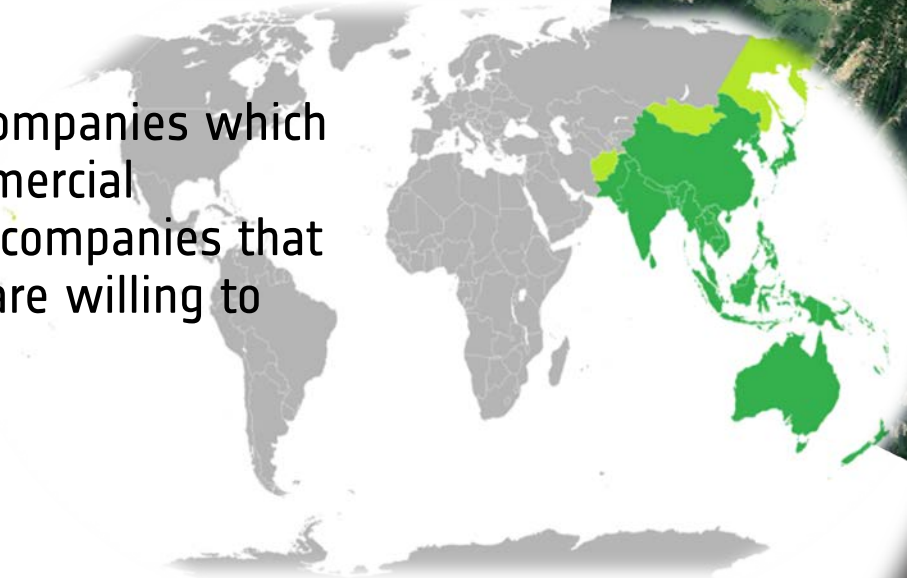 ompanies which
mercial
companies that
are willing to